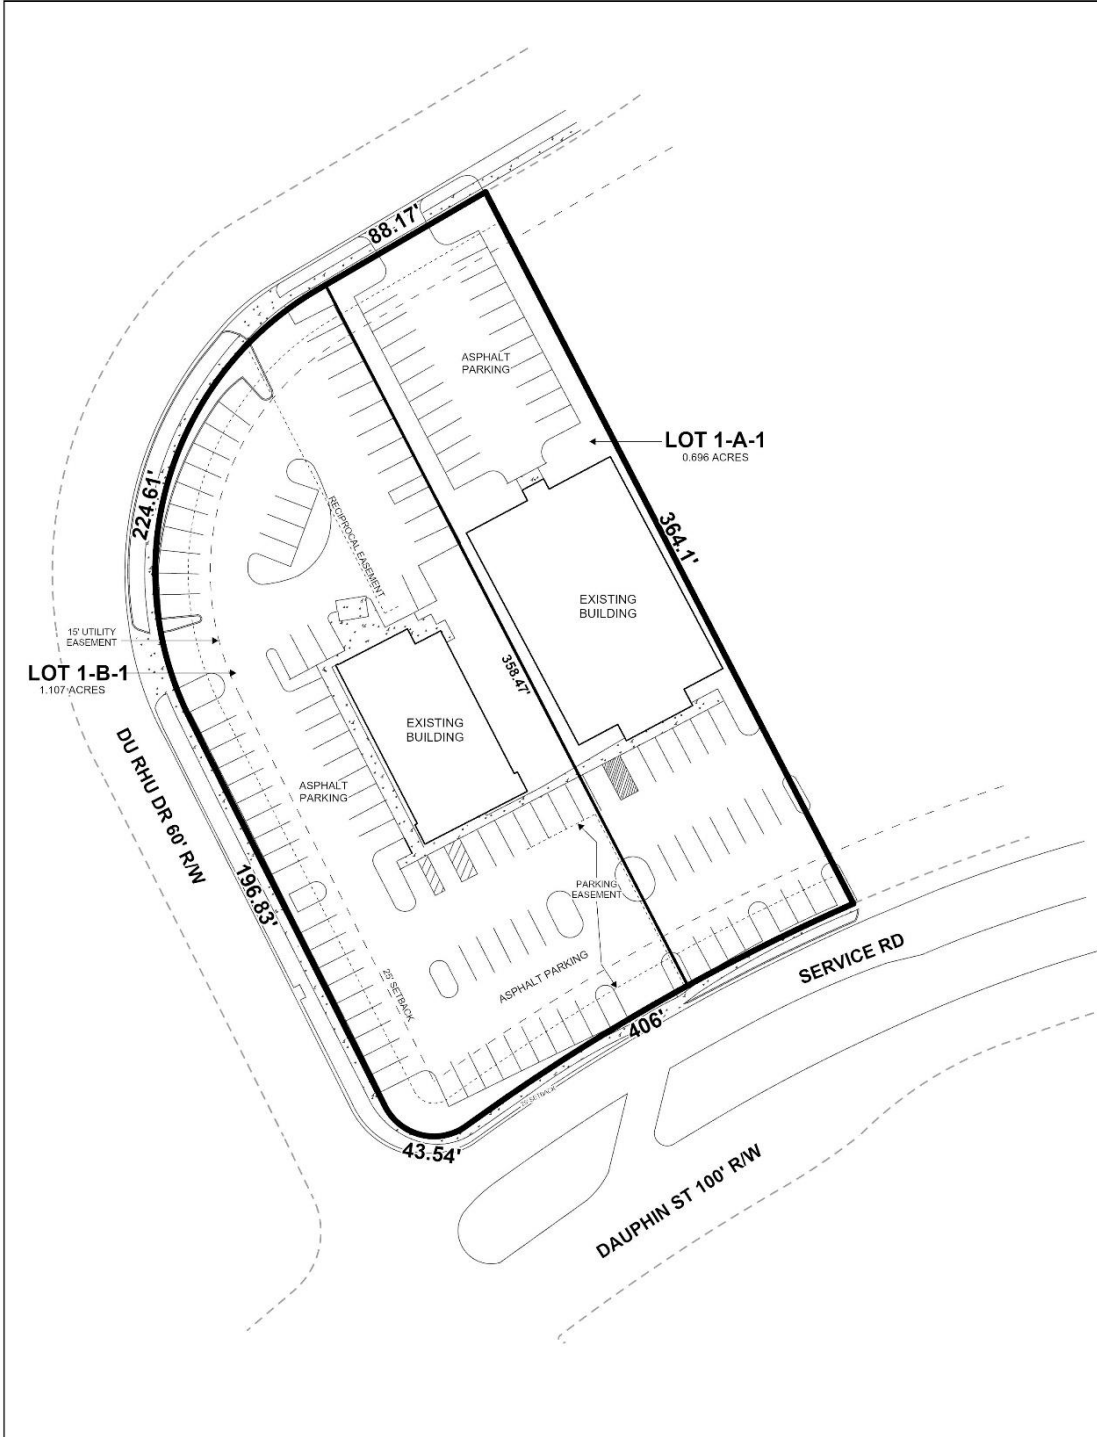 88.17'
ASPHALT
PARKING
LOT 1-A-1
0.696 ACRES
224.61'
RECIPROCAL EASEMENT
364.1'
EXISTING
BUILDING
15' UTILITY
EASEMENT
LOT 1-B-1
1.107 ACRES
358.47'
EXISTING
BUILDING
DU RHU DR 60' R/W
ASPHALT
PARKING
196.83'
PARKING
EASEMENT
25' SETBACK
ASPHALT PARKING
SERVICE RD
406'
25' SETBACK
43.54'
DAUPHIN ST 100' R/W